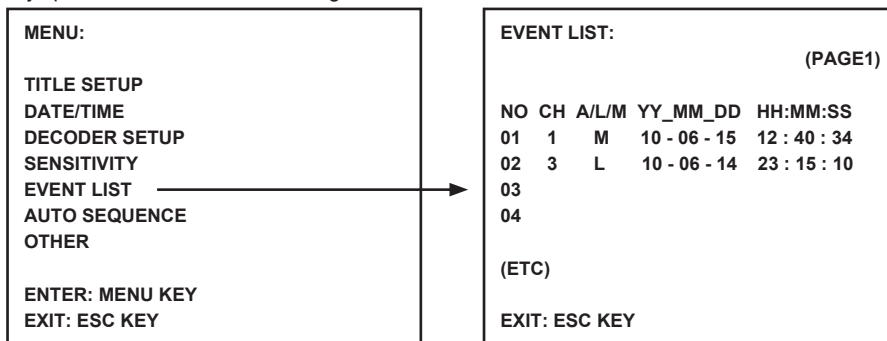 MENU:
TITLE SETUP
DATE/TIME
DECODER SETUP
SENSITIVITY
EVENT LIST
AUTO SEQUENCE
OTHER
ENTER: MENU KEY
EXIT: ESC KEY
EVENT LIST:
(PAGE1)
NO CH A/L/M YY_MM_DD HH:MM:SS
01 1 M 10 - 06 - 15 12 : 40 : 34
02 3 L 10 - 06 - 14 23 : 15 : 10
03
04
(ETC)
EXIT: ESC KEY